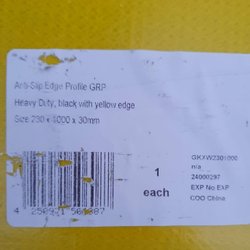 Anti-Slip Edge Profile GRP
Heavy Duty, black with yellow edge
Size 230 x 1000 x 30mm
1
each
GKXW2301000
n/a
24000297
EXP No EXP
COO China
4